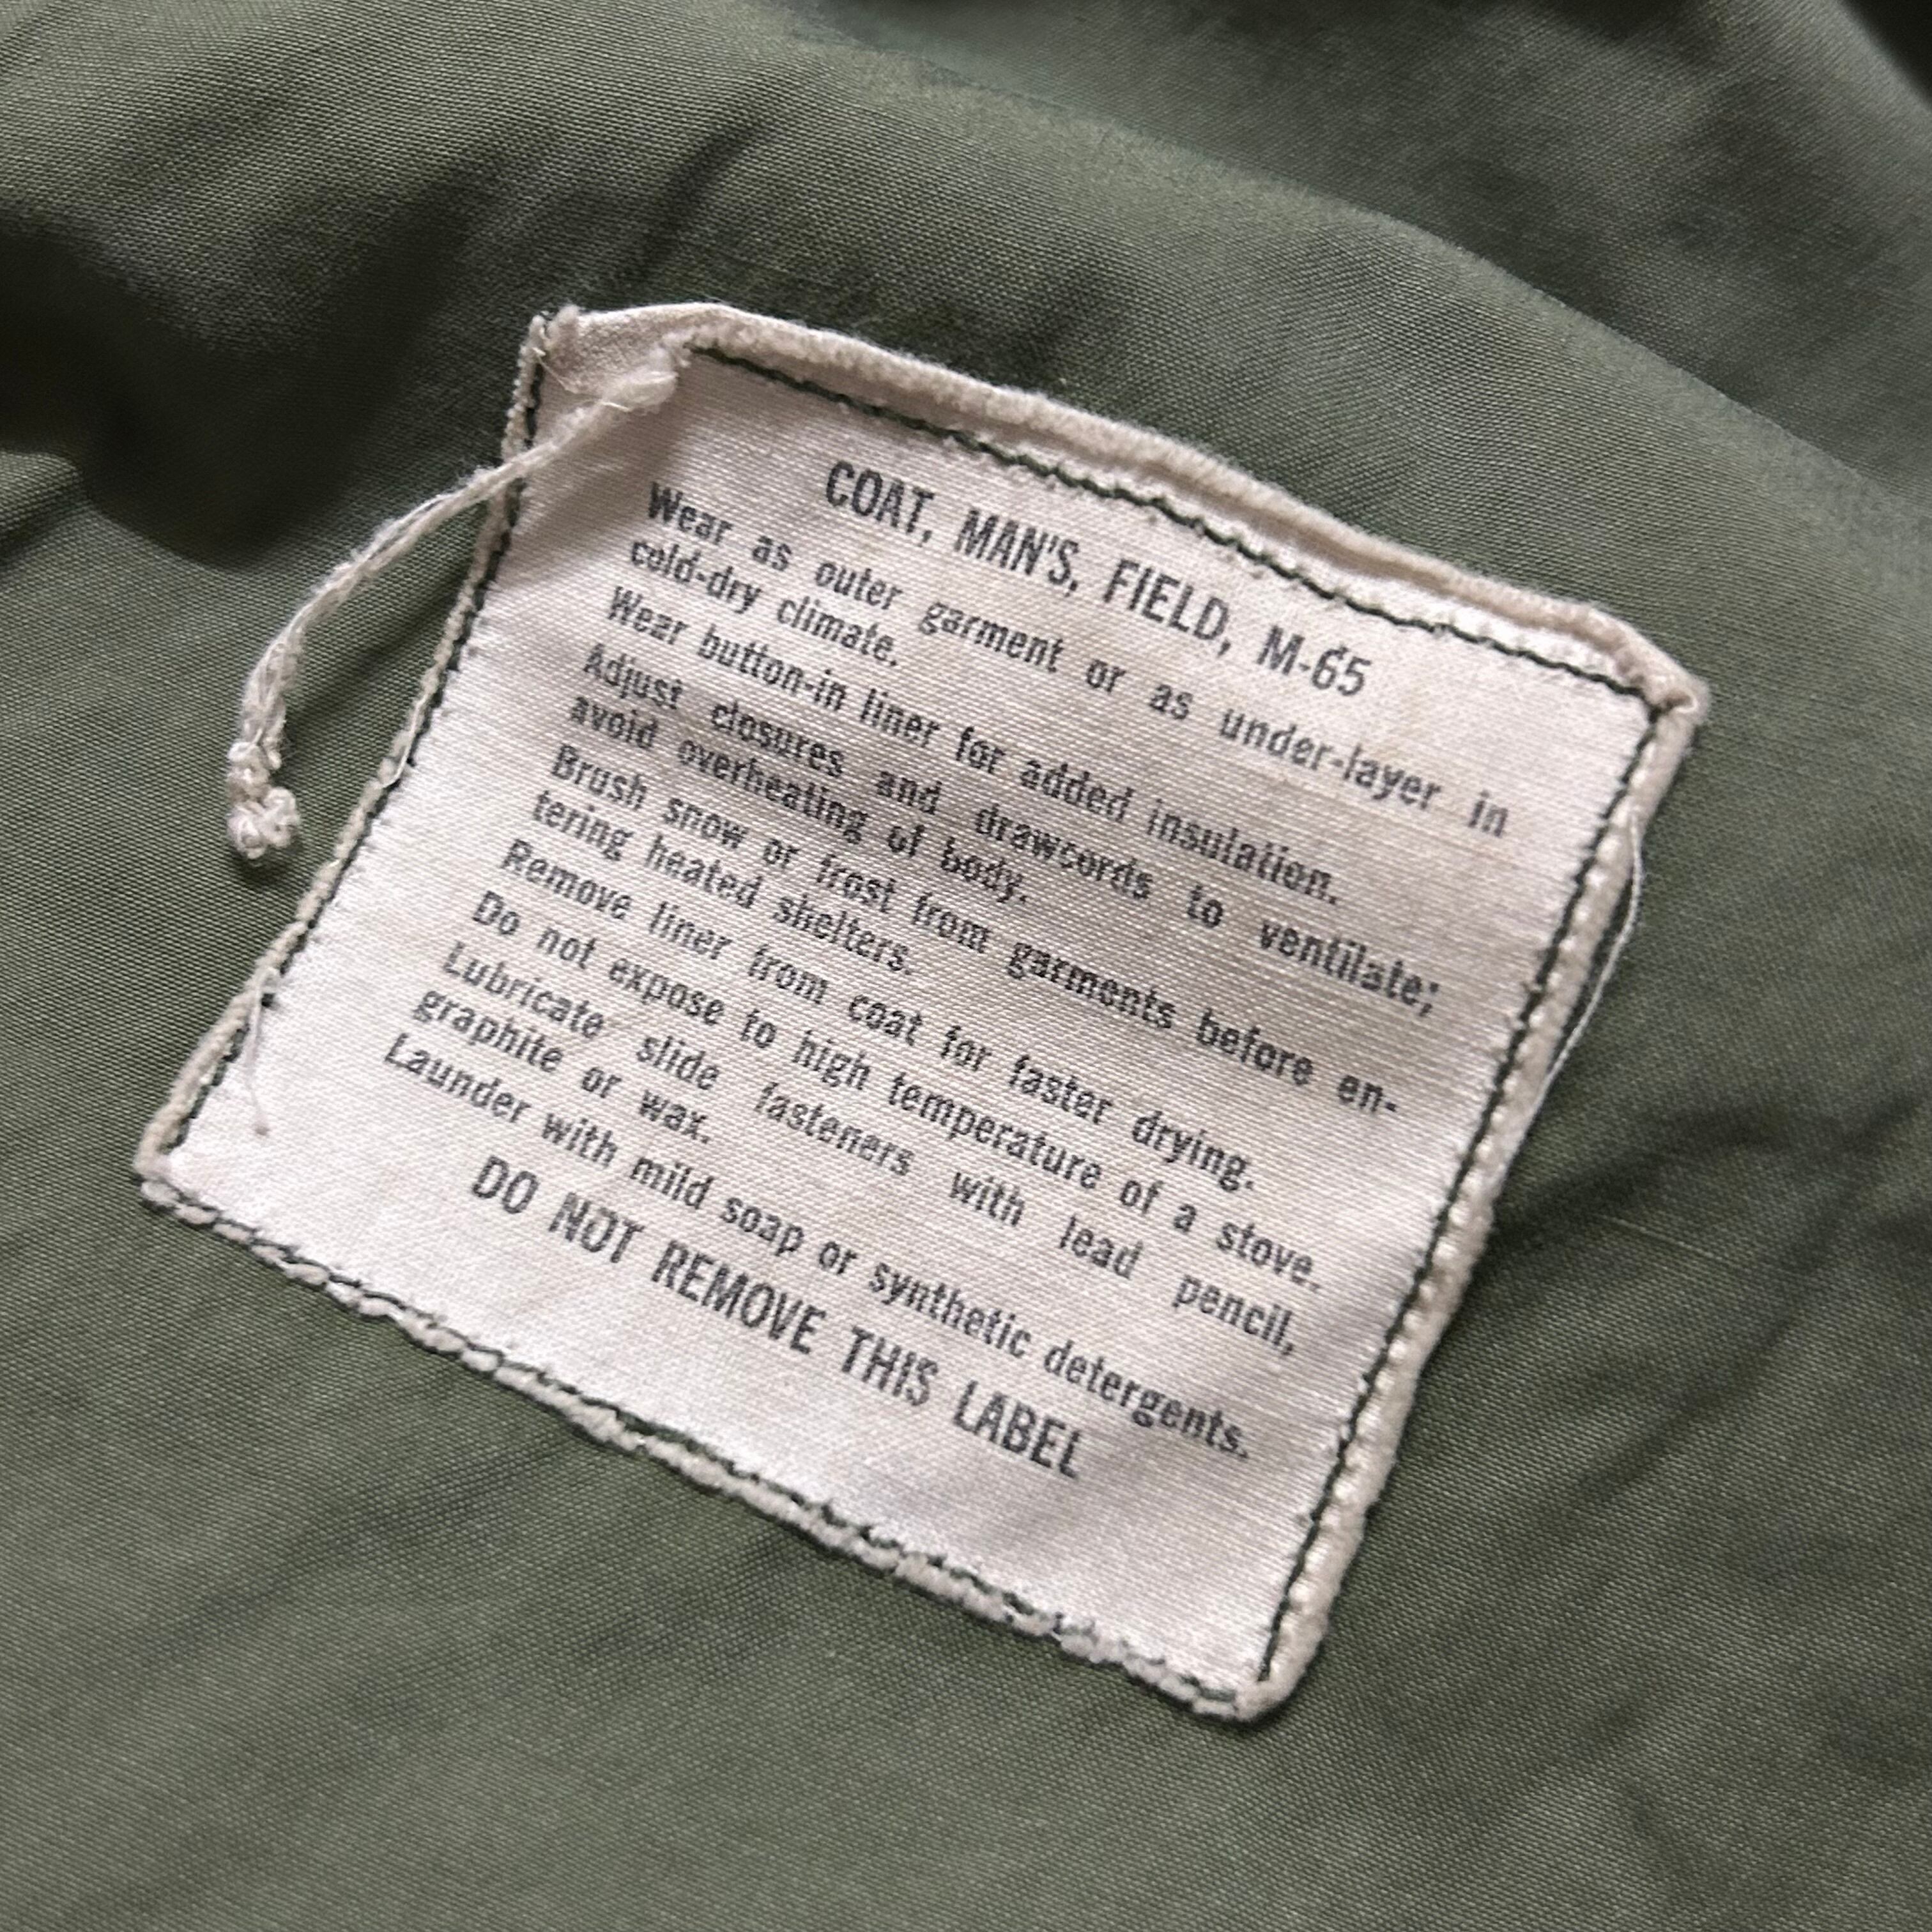 COAT, MAN'S, FIELD, M-65
Wear as outer garment or as under-layer in
cold-dry climate.
Wear button-in liner for added insulation.
Adjust closures and drawcords to ventilate;
avoid overheating of body.
Brush snow or frost from garments before en-
tering heated shelters.
Remove liner from coat for faster drying.
Do not expose to high temperature of a stove.
Lubricate slide fasteners with lead pencil,
graphite or wax.
Launder with mild soap or synthetic detergents.
DO NOT REMOVE THIS LABEL